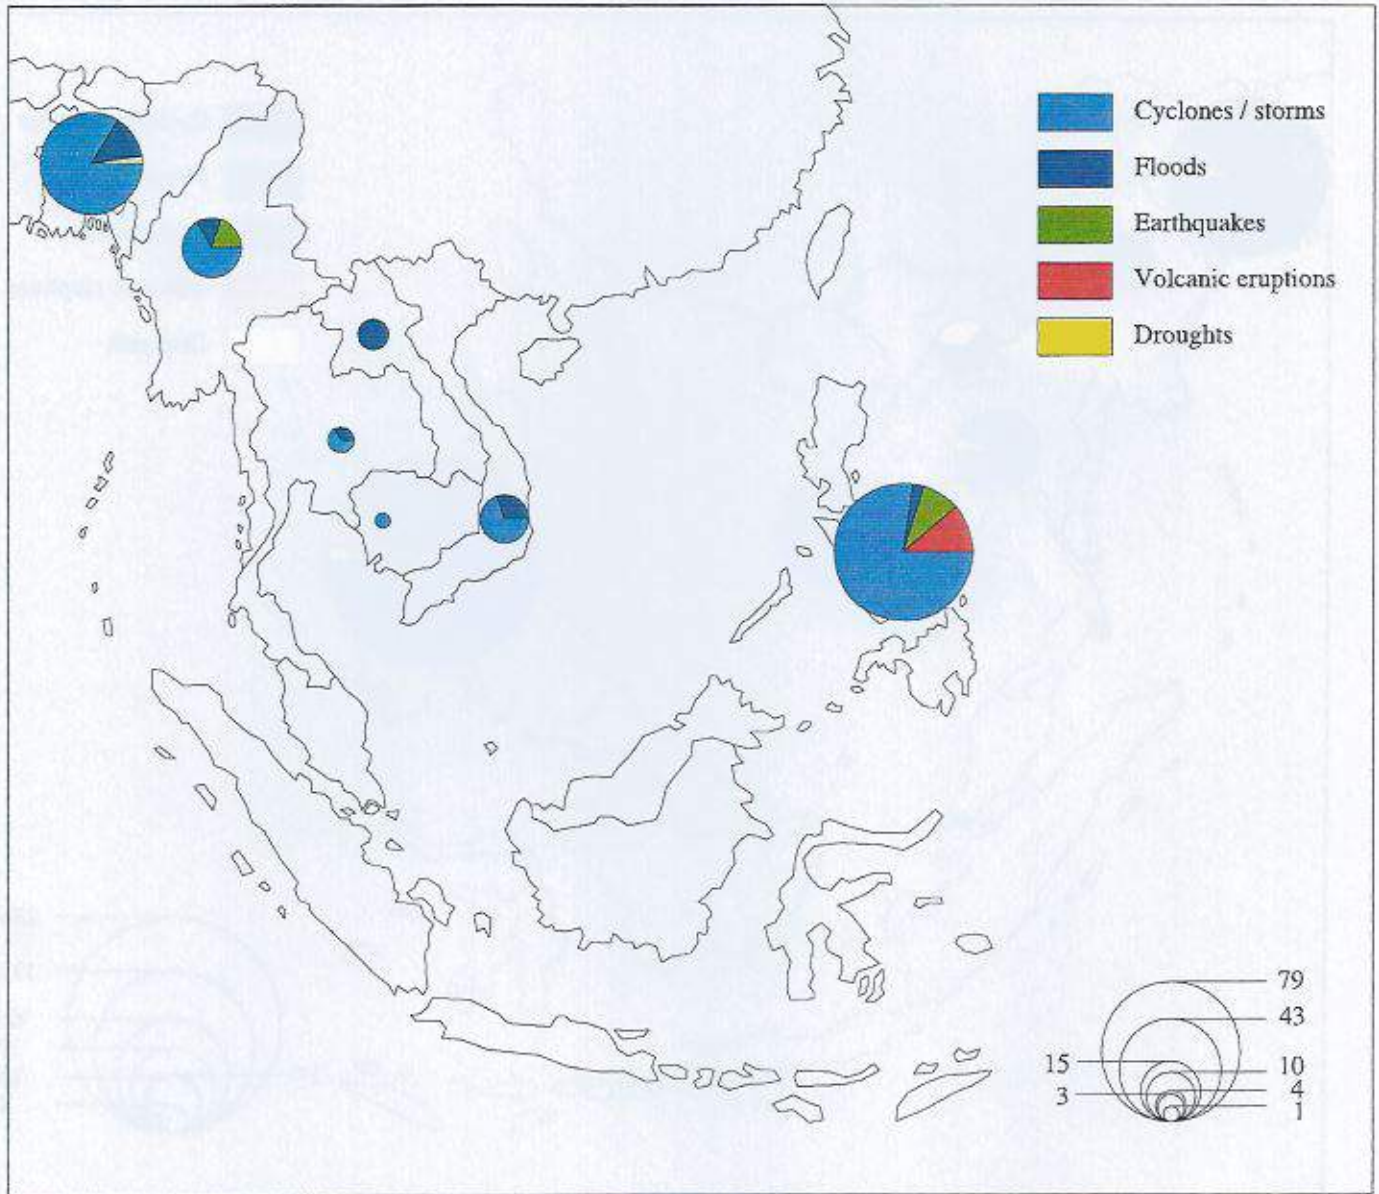 Cyclones / storms
Floods
Earthquakes
Volcanic eruptions
Droughts
79
43
15
10
4
3
1